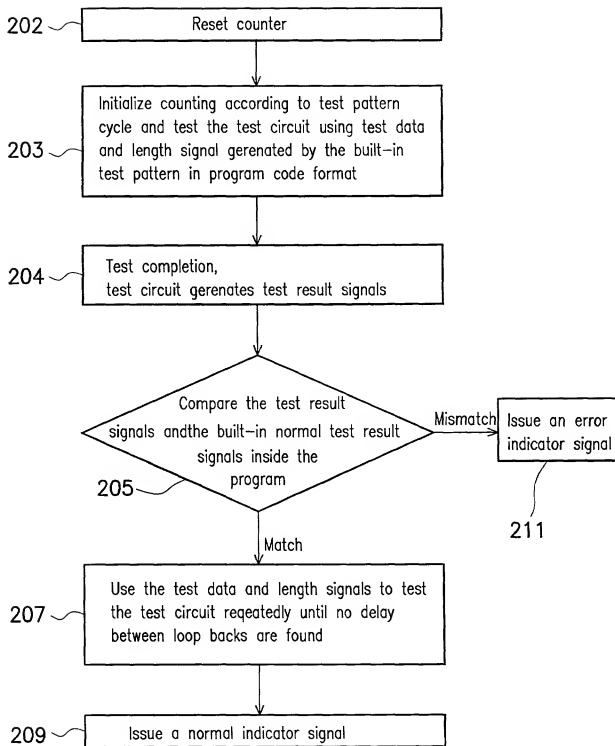 202
Reset counter
203
Initialize counting according to test pattern
cycle and test the test circuit using test data
and length signal gerenated by the built-in
test pattern in program code format
204
Test completion,
test circuit gerenates test result signals
Compare the test result
signals andthe built-in normal test result
signals inside the
program
205
Mismatch
Issue an error
indicator signal
211
Match
207
Use the test data and length signals to test
the test circuit reqeatedly until no delay
between loop backs are found
209
Issue a normal indicator signal